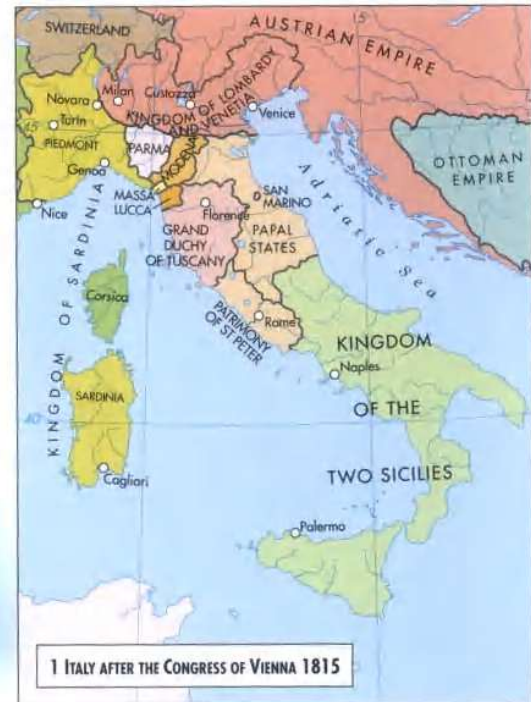 SWITZERLAND
AUSTRIAN EMPIRE
15
Novara
Milan
Custozza
KINGDOM OF LOMBARDY
AND VENETIA
Venice
45
Turin
PIEDMONT
PARMA
MODENA
Genoa
OTTOMAN
EMPIRE
Nice
MASSA
LUCCA
Florence
SAN
MARINO
Adriatic Sea
GRAND
DUCHY
OF TUSCANY
PAPAL
STATES
KINGDOM OF SARDINIA
Corsica
PATRIMONY
OF ST PETER
Rome
KINGDOM
Naples
OF THE
SARDINIA
40
TWO SICILIES
Cagliari
Palermo
1 ITALY AFTER THE CONGRESS OF VIENNA 1815